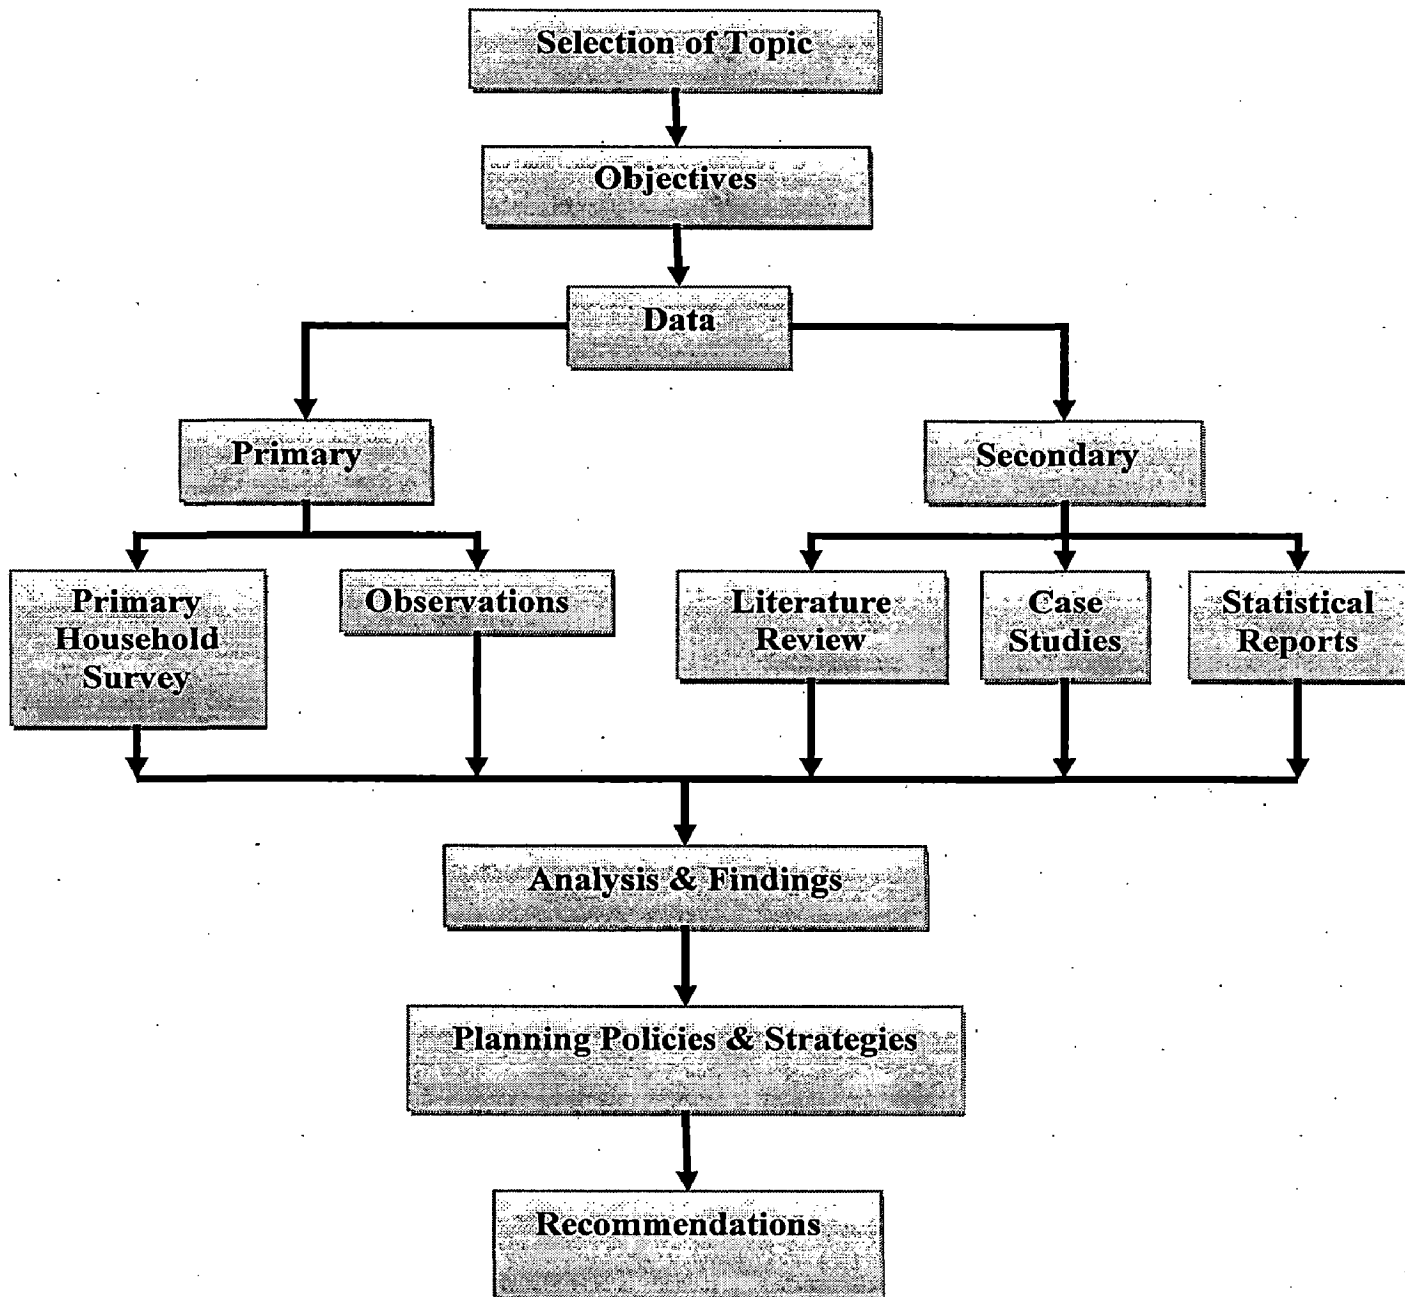 Selection of Topic
Objectives
Data
Primary
Secondary
Primary
Household
Survey
Observations
Literature
Review
Case
Studies
Statistical
Reports
Analysis & Findings
Planning Policies & Strategies
Recommendations